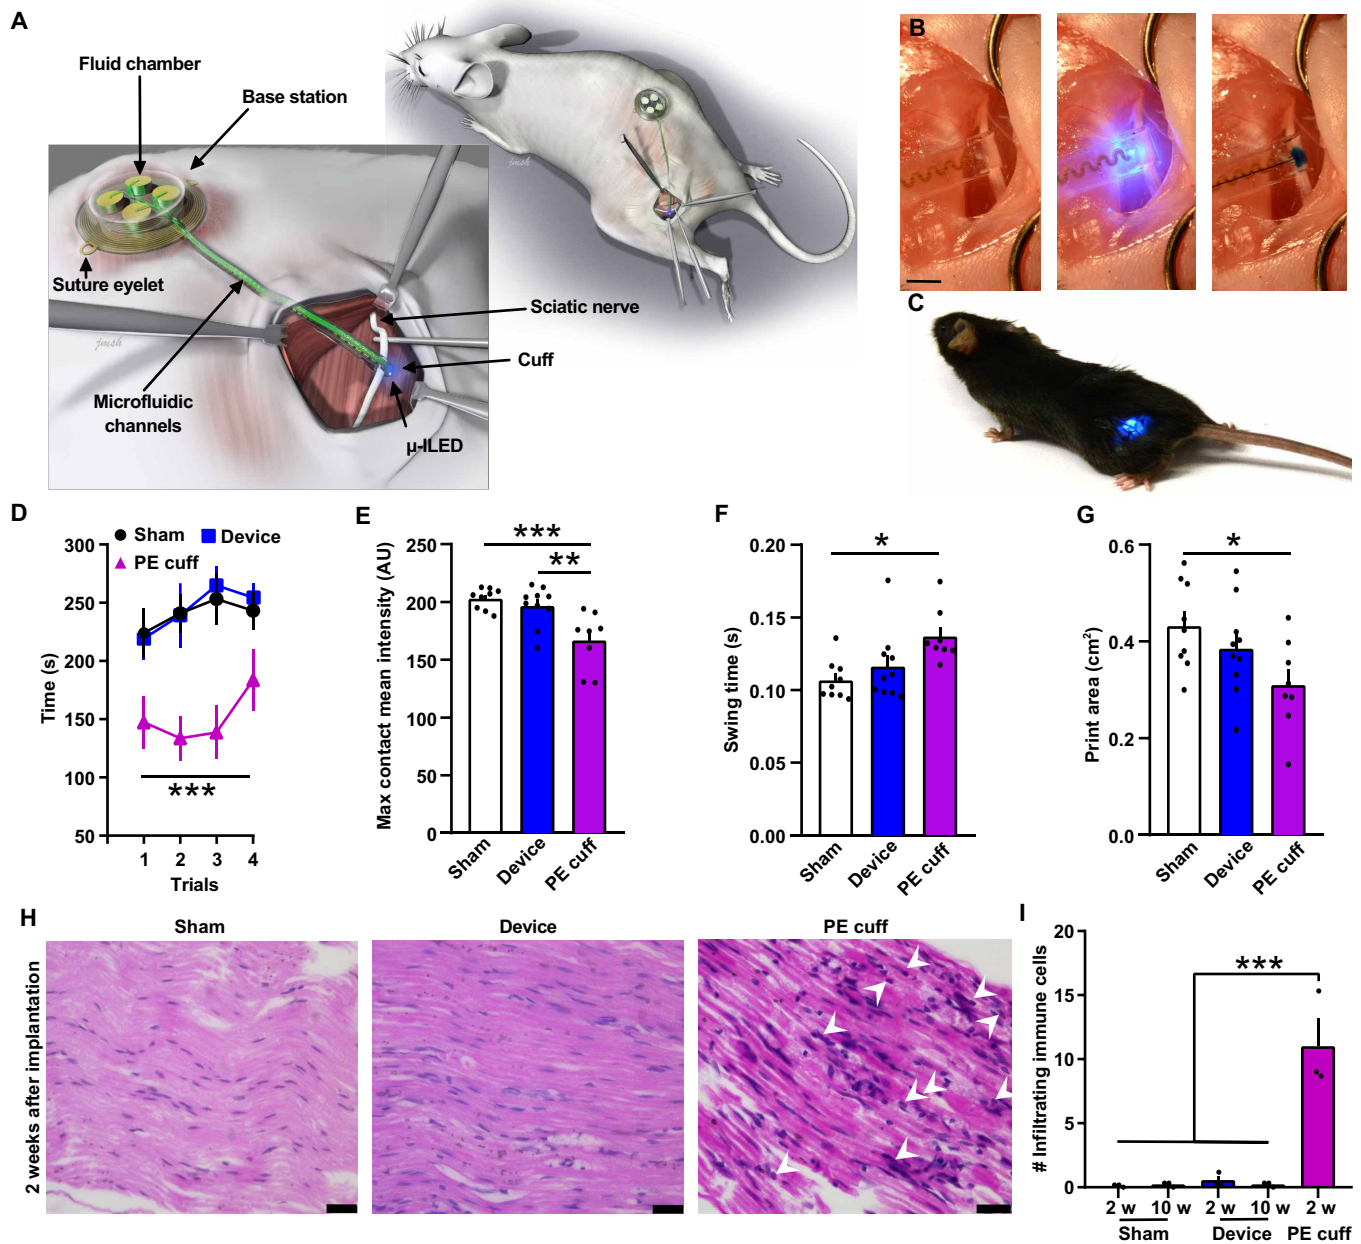 A
Fluid chamber
Base station
Suture eyelet
Sciatic nerve
Cuff
Microfluidic
channels
µ-ILED
jmsh
jmsh
B
C
D
Sham
Device
PE cuff
300
250
200
150
100
50
Time (s)
***
1 2 3 4
Trials
E
***
**
250
200
150
100
50
0
Max contact mean intensity (AU)
Sham
Device
PE cuff
F
*
0.20
0.15
0.10
0.05
0.00
Swing time (s)
Sham
Device
PE cuff
G
*
0.6
0.4
0.2
0.0
Print area (cm²)
Sham
Device
PE cuff
H
Sham
Device
PE cuff
2 weeks after implantation
I
***
20
15
10
5
0
# Infiltrating immune cells
2 w 10 w 2 w 10 w 2 w
Sham Device PE cuff